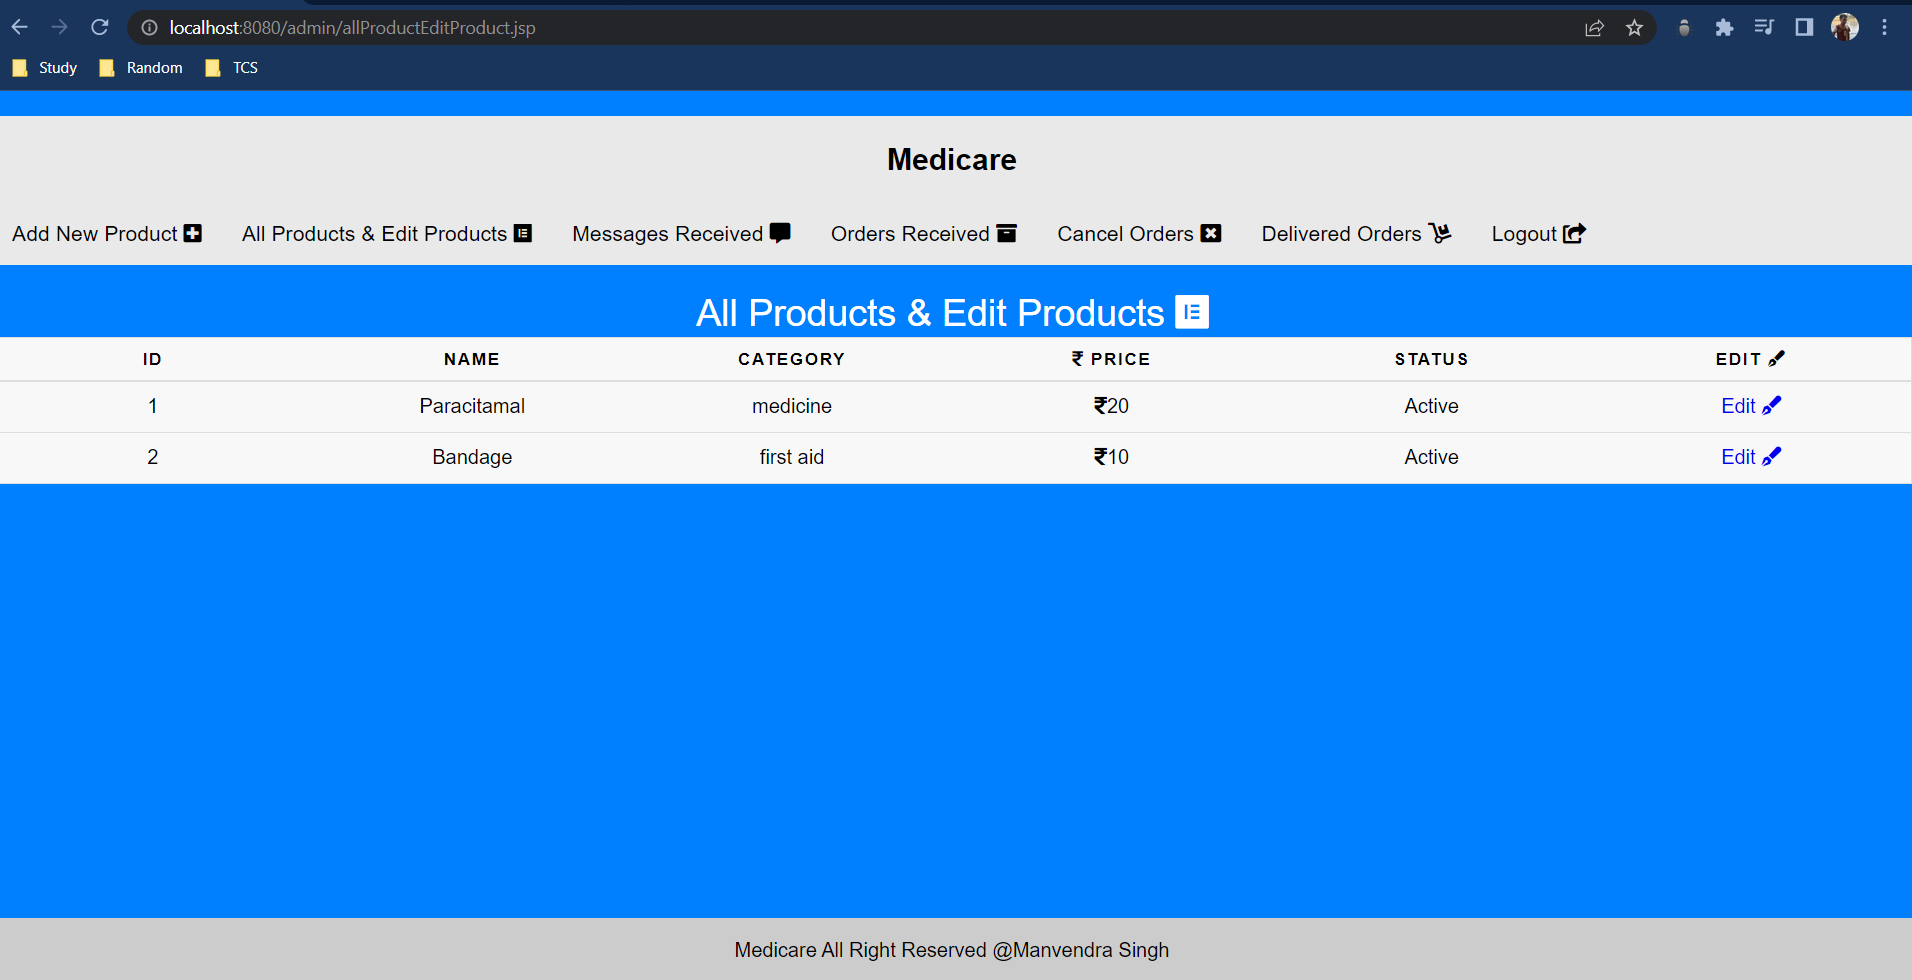 localhost:8080/admin/allProductEditProduct.jsp
Study Random TCS
Medicare
Add New Product All Products & Edit Products Messages Received Orders Received Cancel Orders Delivered Orders Logout
All Products & Edit Products
ID NAME CATEGORY ₹ PRICE STATUS EDIT
1 Paracitamal medicine ₹20 Active Edit
2 Bandage first aid ₹10 Active Edit
Medicare All Right Reserved @Manvendra Singh